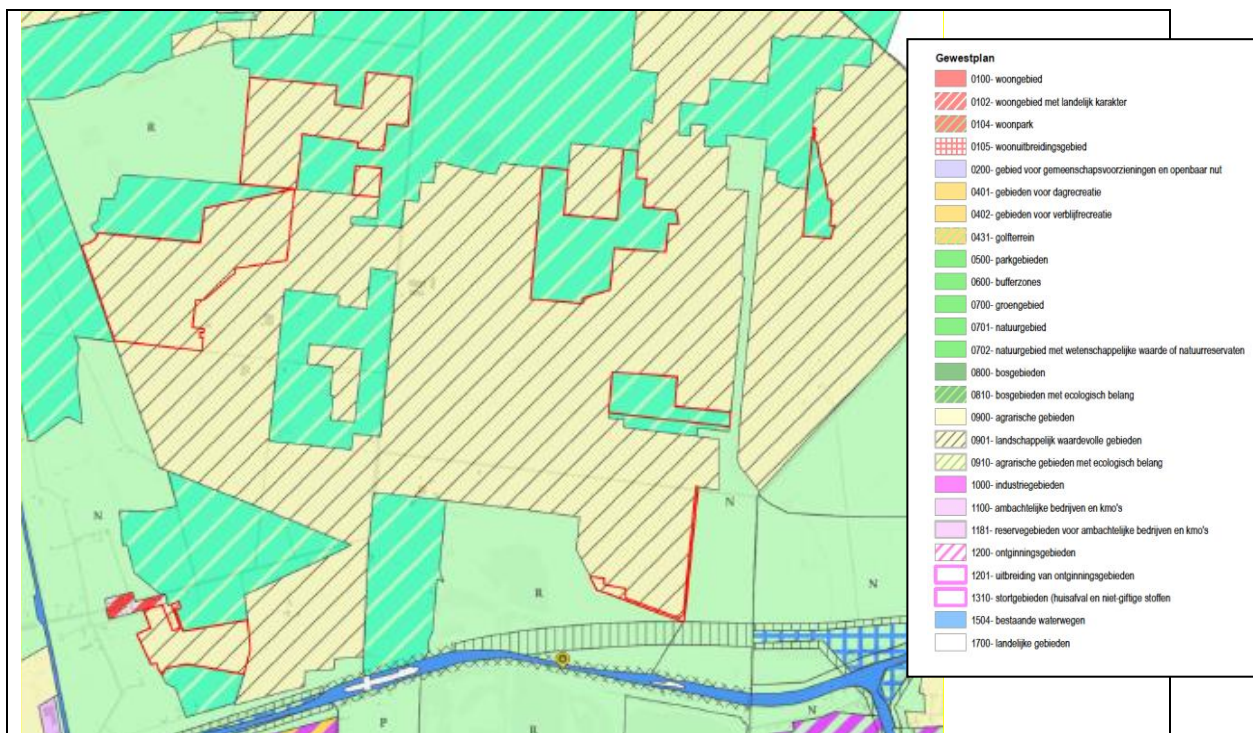 R
N
N
R
N
P
R
N
Gewestplan
0100- woongebied
0102- woongebied met landelijk karakter
0104- woonpark
0105- woonuitbreidingsgebied
0200- gebied voor gemeenschapsvoorzieningen en openbaar nut
0401- gebieden voor dagrecreatie
0402- gebieden voor verblijfrecreatie
0431- golfterrein
0500- parkgebieden
0600- bufferzones
0700- groengebied
0701- natuurgebied
0702- natuurgebied met wetenschappelijke waarde of natuurreservaten
0800- bosgebieden
0810- bosgebieden met ecologisch belang
0900- agrarische gebieden
0901- landschappelijk waardevolle gebieden
0910- agrarische gebieden met ecologisch belang
1000- industriegebieden
1100- ambachtelijke bedrijven en kmo's
1181- reservegebieden voor ambachtelijke bedrijven en kmo's
1200- ontginningsgebieden
1201- uitbreiding van ontginningsgebieden
1310- stortgebieden (huisafval en niet-giftige stoffen
1504- bestaande waterwegen
1700- landelijke gebieden